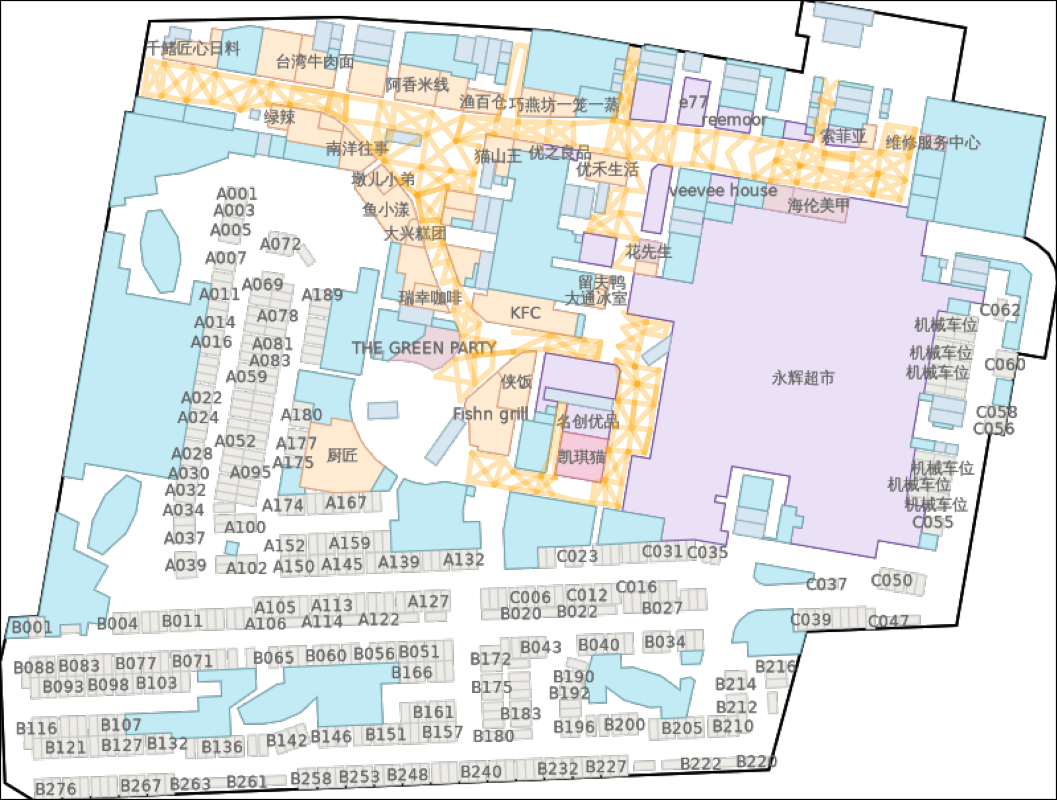 千鳍匠心日料
台湾牛肉面
阿香米线
渔百仓
巧燕坊一笼一蒸
e77
reemoor
索菲亚
维修服务中心
绿辣
南洋往事
猫山王
优之良品
优禾生活
墩儿小弟
veevee house
海伦美甲
鱼小漾
大兴糕团
花先生
留夫鸭
大通冰室
瑞幸咖啡
KFC
THE GREEN PARTY
侠饭
Fishn grill
名创优品
凯琪猫
厨匠
永辉超市
机械车位
机械车位
机械车位
机械车位
机械车位
机械车位
A001
A003
A005
A072
A007
A069
A011
A189
A078
A014
A016
A081
A083
A059
A022
A024
A180
A052
A177
A028
A175
A030
A095
A032
A034
A174
A167
A100
A037
A152
A159
A039
A102
A150
A145
A139
A132
C062
C060
C058
C056
C055
C023
C031
C035
C037
C050
C039
C047
A105
A113
A127
A106
A114
A122
C006
C012
C016
B020
B022
B027
B001
B004
B011
B088
B083
B077
B071
B065
B060
B056
B051
B043
B040
B034
B093
B098
B103
B166
B172
B175
B190
B192
B216
B214
B212
B116
B107
B161
B183
B180
B196
B200
B205
B210
B121
B127
B132
B136
B142
B146
B151
B157
B276
B267
B263
B261
B258
B253
B248
B240
B232
B227
B222
B220